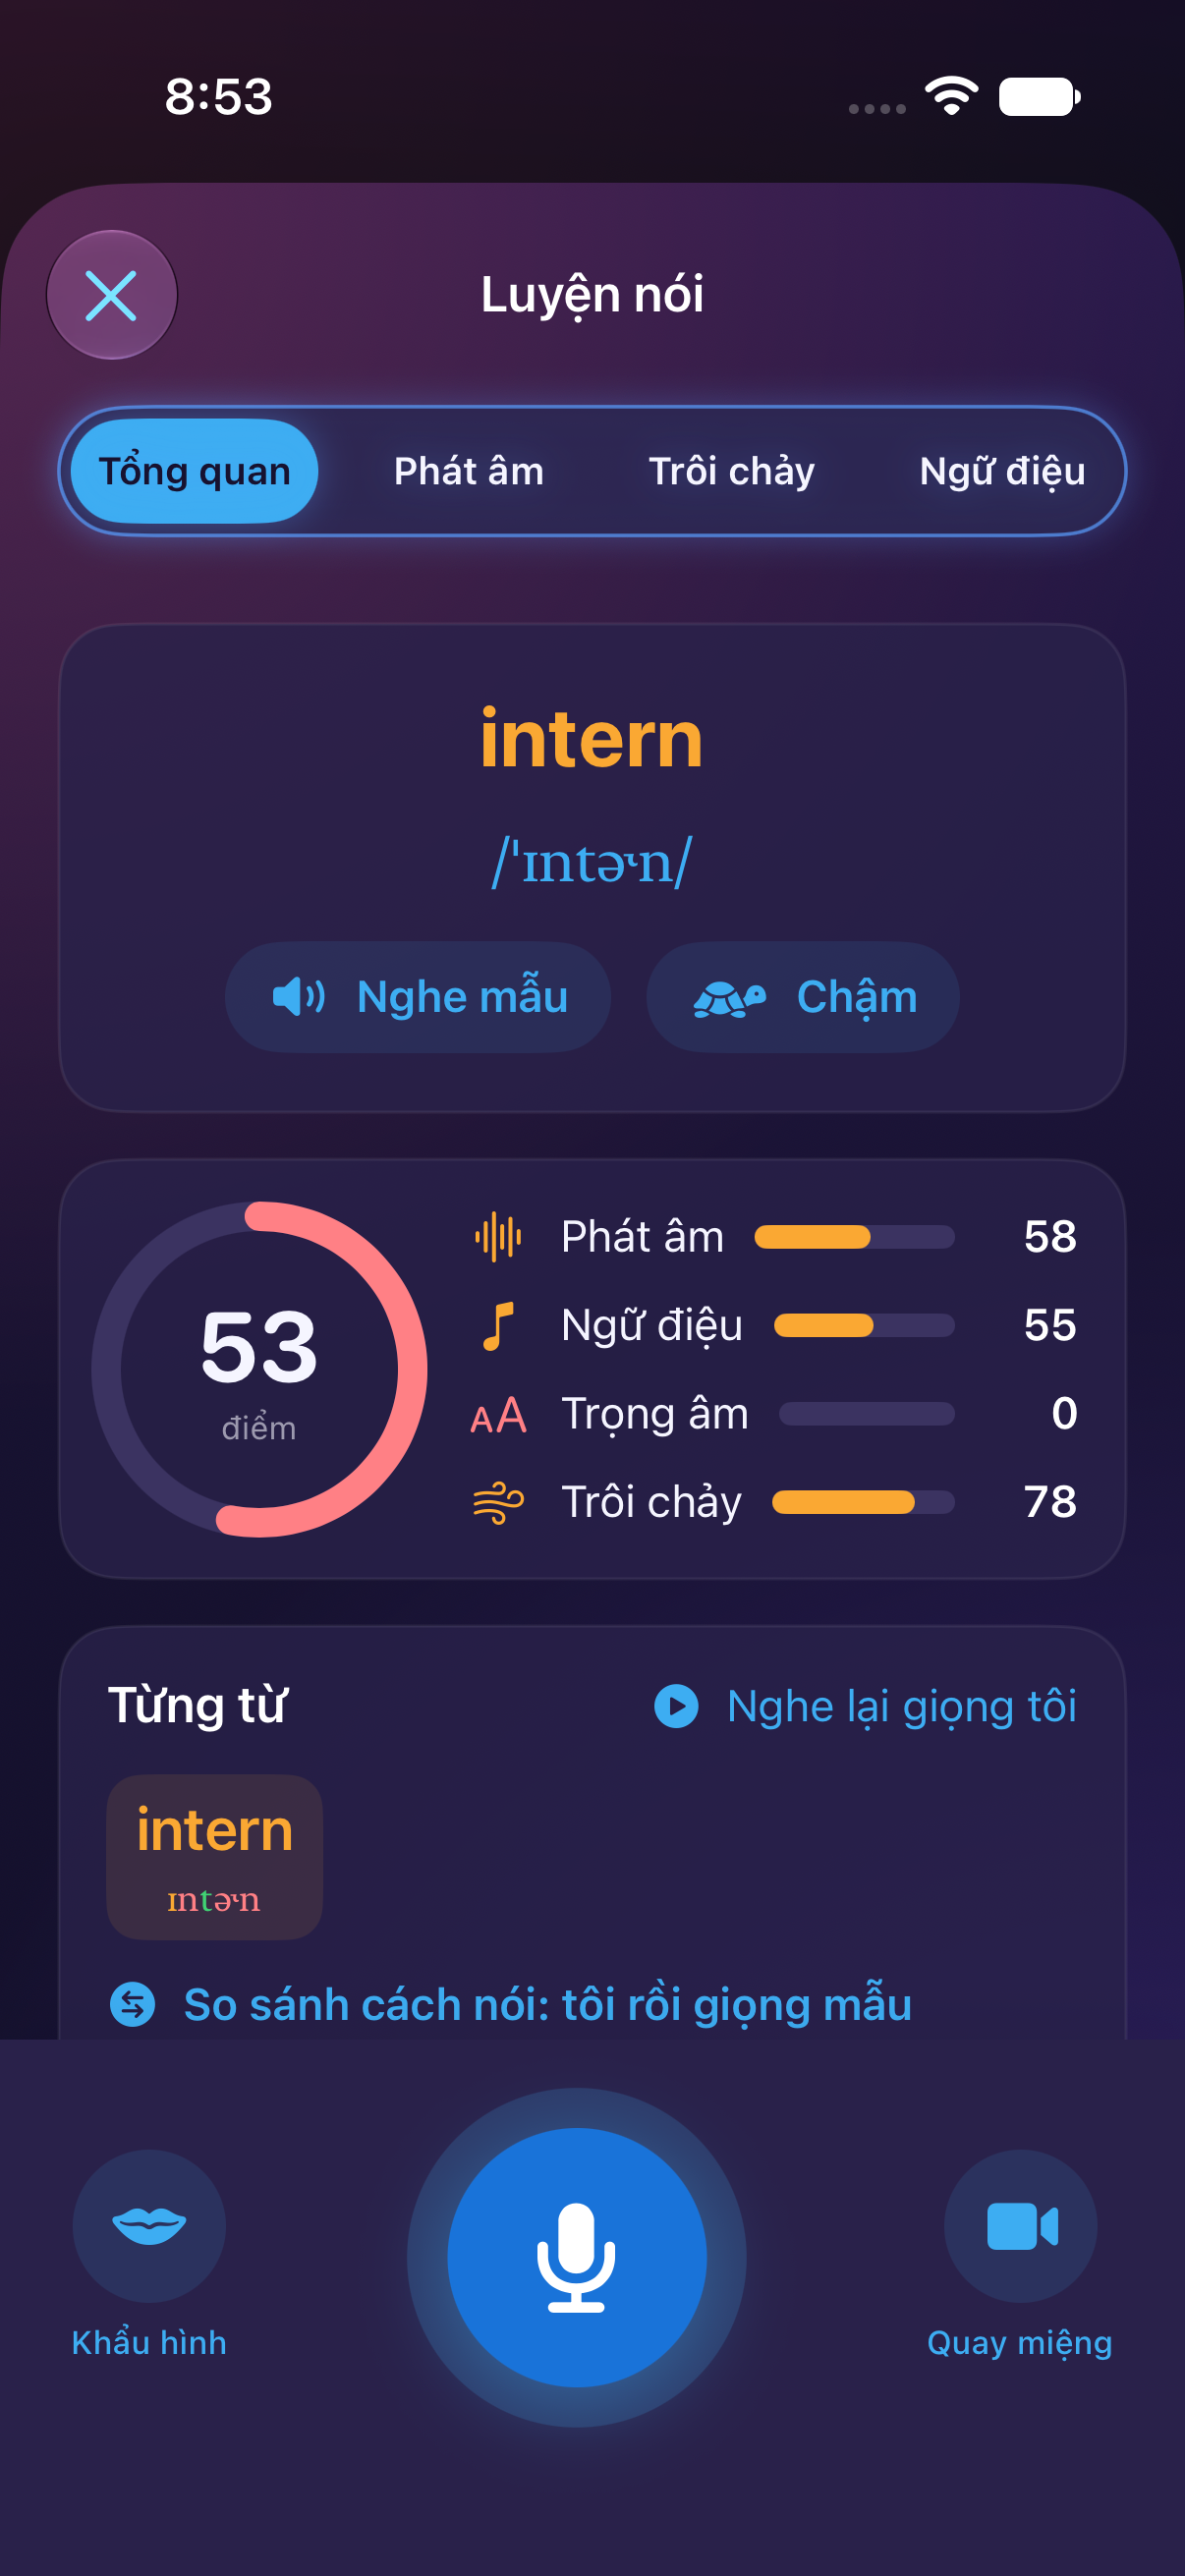 8:53
Luyện nói
Tổng quan Phát âm Trôi chảy Ngữ điệu
intern
/ˈɪntɚn/
Nghe mẫu Chậm
53
điểm
Phát âm 58
Ngữ điệu 55
AA Trọng âm 0
Trôi chảy 78
Từng từ Nghe lại giọng tôi
intern
ɪntɚn
So sánh cách nói: tôi rồi giọng mẫu
Khẩu hình Quay miệng